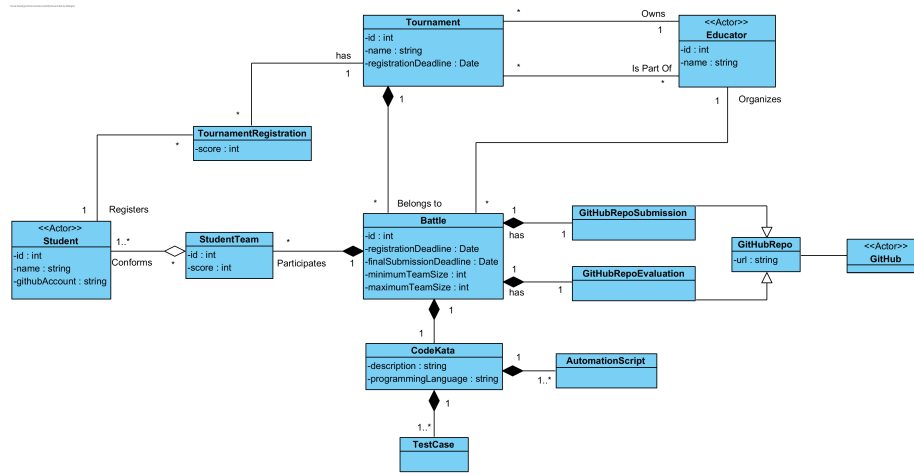 Tournament
-id : int
-name : string
-registrationDeadline : Date
*
Owns
1
<<Actor>>
Educator
-id : int
-name : string
*
Is Part Of
*
has
1
1
1
Organizes
*
TournamentRegistration
-score : int
*
1
Registers
*
Belongs to
*
<<Actor>>
Student
-id : int
-name : string
-githubAccount : string
1..*
Conforms
*
StudentTeam
-id : int
-score : int
*
Participates
1
Battle
-id : int
-registrationDeadline : Date
-finalSubmissionDeadline : Date
-minimumTeamSize : int
-maximumTeamSize : int
1
has
1
GitHubRepoSubmission
1
has
1
GitHubRepoEvaluation
GitHubRepo
-url : string
<<Actor>>
GitHub
1
1
CodeKata
-description : string
-programmingLanguage : string
1
1..*
AutomationScript
1
1..*
TestCase